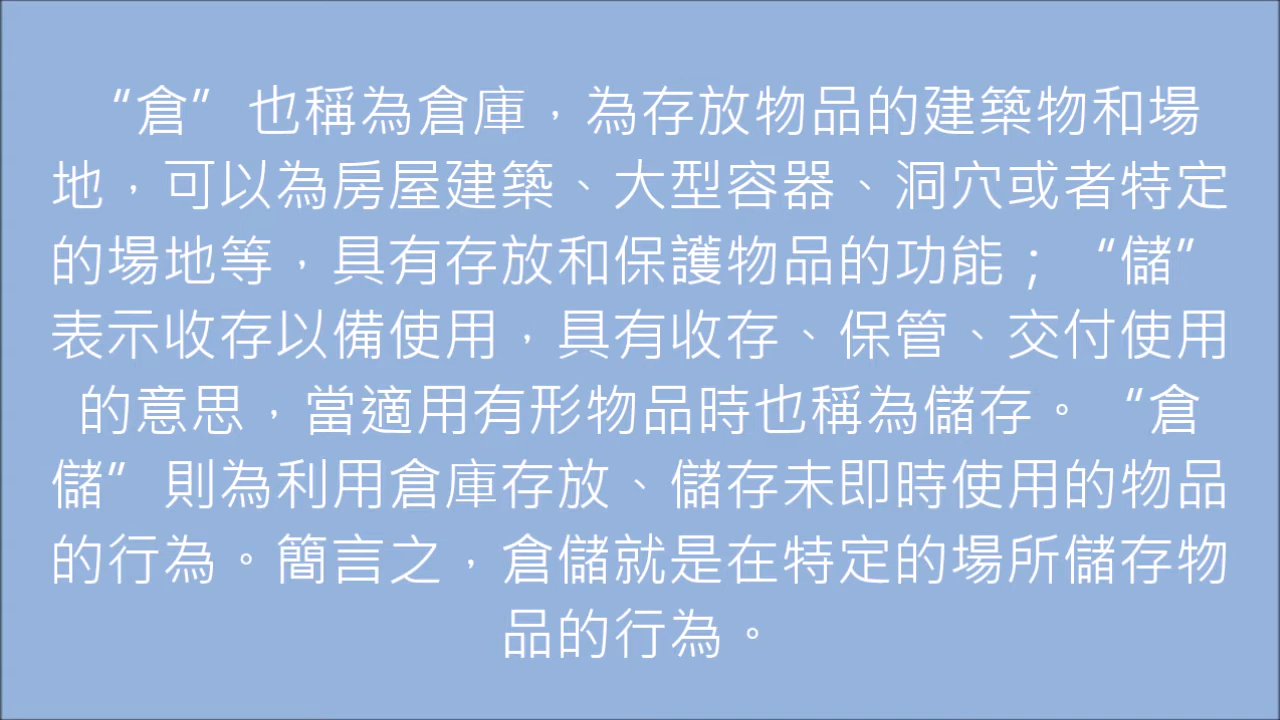 “倉” 也稱為倉庫，為存放物品的建築物和場
地，可以為房屋建築、大型容器、洞穴或者特定
的場地等，具有存放和保護物品的功能；“儲”
表示收存以備使用，具有收存、保管、交付使用
的意思，當適用有形物品時也稱為儲存。“倉
儲” 則為利用倉庫存放、儲存未即時使用的物品
的行為。簡言之，倉儲就是在特定的場所儲存物
品的行為。